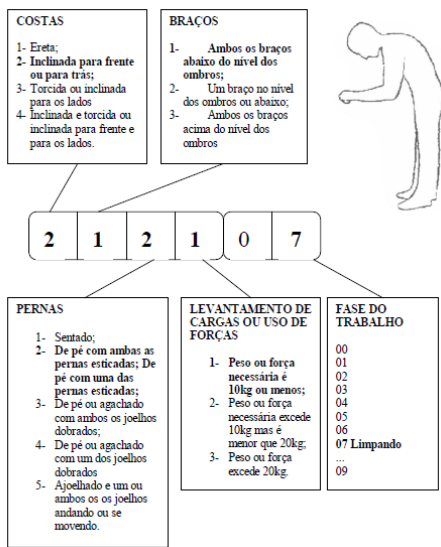 COSTAS
1- Ereta;
2- Inclinada para frente
ou para trás;
3- Torcida ou inclinada
para os lados
4- Inclinada e torcida ou
inclinada para frente e
para os lados.
BRAÇOS
1- Ambos os braços
abaixo do nível dos
ombros;
2- Um braço no nível
dos ombros ou abaixo;
3- Ambos os braços
acima do nível dos
ombros
2 1 2 1 0 7
PERNAS
1- Sentado;
2- De pé com ambas as
pernas esticadas; De
pé com uma das
pernas esticadas;
3- De pé ou agachado
com ambos os joelhos
dobrados;
4- De pé ou agachado
com um dos joelhos
dobrados
5- Ajoelhado e um ou
ambos os os joelhos
andando ou se
movendo.
LEVANTAMENTO DE
CARGAS OU USO DE
FORÇAS
1- Peso ou força
necessária é
10kg ou menos;
2- Peso ou força
necessária excede
10kg mas é
menor que 20kg;
3- Peso ou força
excede 20kg.
FASE DO
TRABALHO
00
01
02
03
04
05
06
07 Limpando
...
09